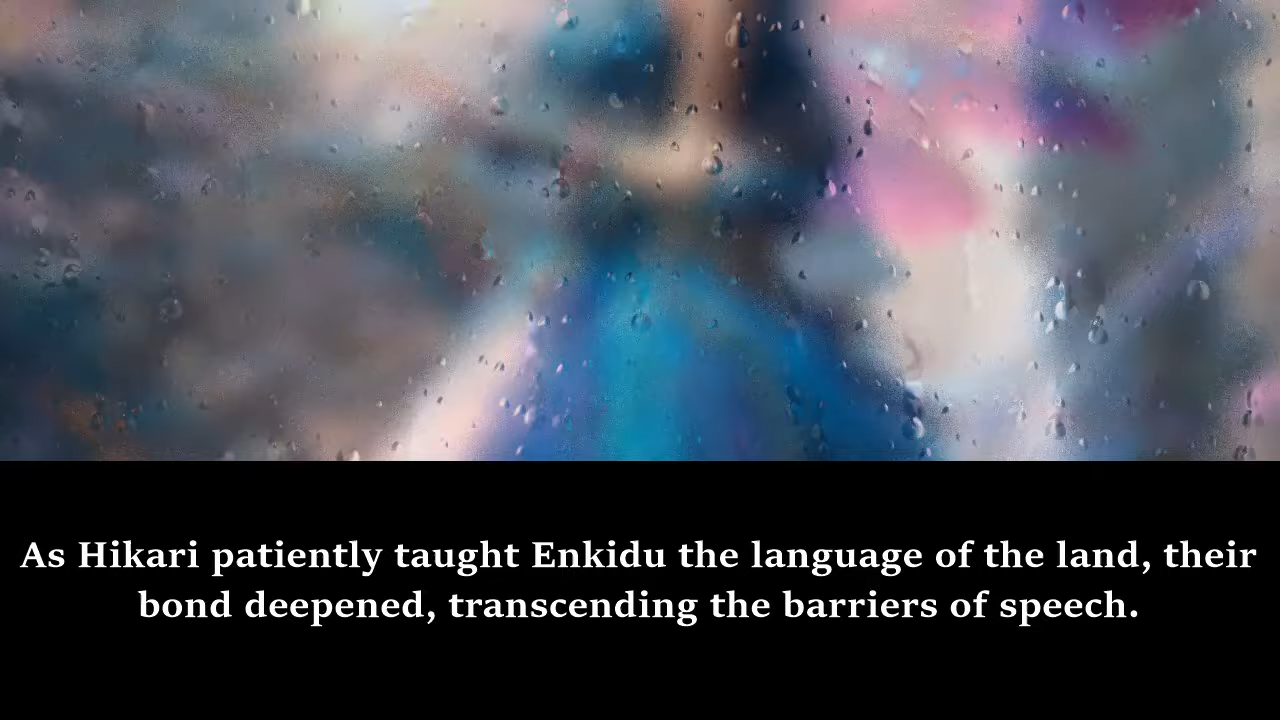 As Hikari patiently taught Enkidu the language of the land, their
bond deepened, transcending the barriers of speech.